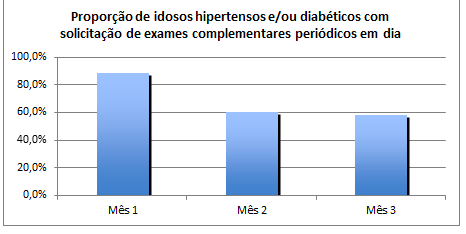 Proporção de idosos hipertensos e/ou diabéticos com
solicitação de exames complementares periódicos em dia
100,0%
80,0%
60,0%
40,0%
20,0%
0,0%
Mês 1 Mês 2 Mês 3